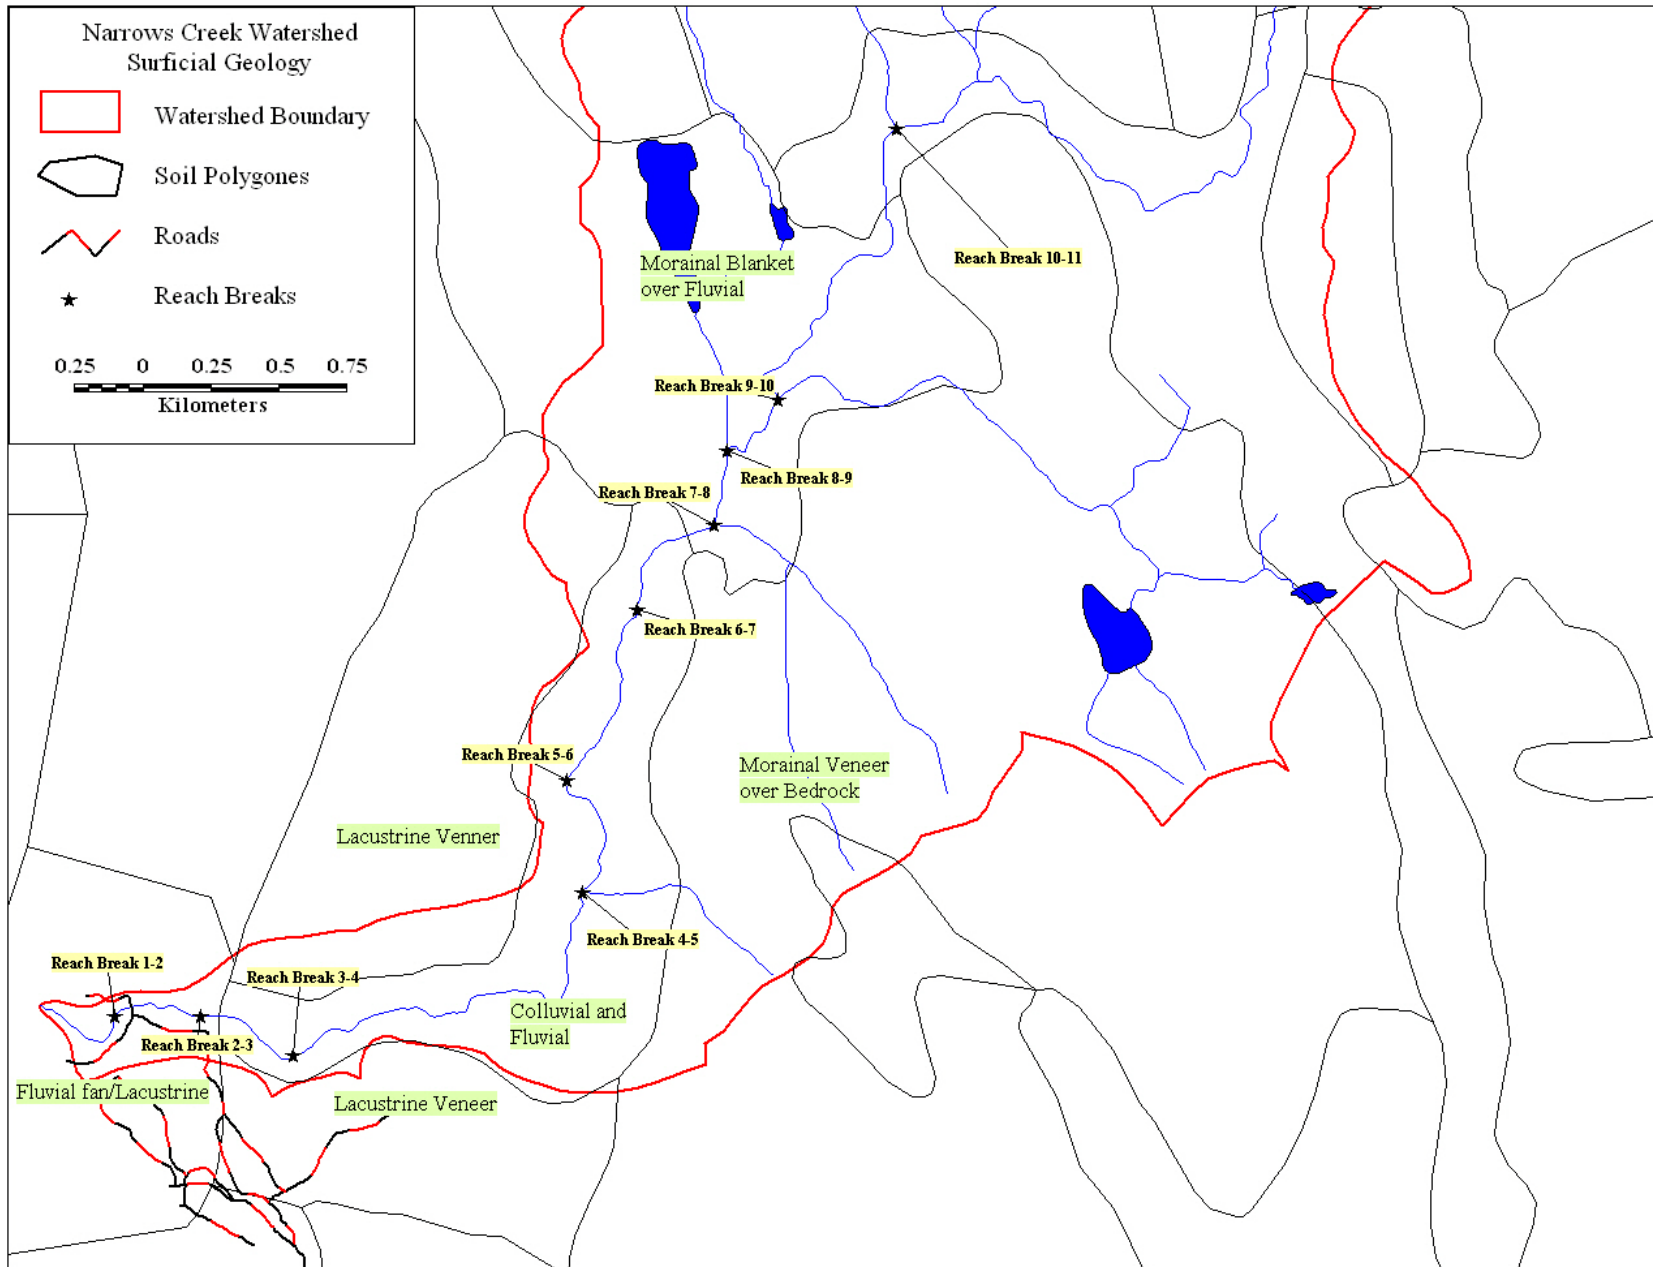 Narrows Creek Watershed
Surficial Geology
Watershed Boundary
Soil Polygones
Roads
Reach Breaks
0.25 0 0.25 0.5 0.75
Kilometers
Morainal Blanket
over Fluvial
Reach Break 10-11
Reach Break 9-10
Reach Break 8-9
Reach Break 7-8
Reach Break 6-7
Reach Break 5-6
Morainal Veneer
over Bedrock
Lacustrine Venner
Reach Break 4-5
Reach Break 1-2
Reach Break 3-4
Colluvial and
Fluvial
Reach Break 2-3
Fluvial fan/Lacustrine
Lacustrine Veneer